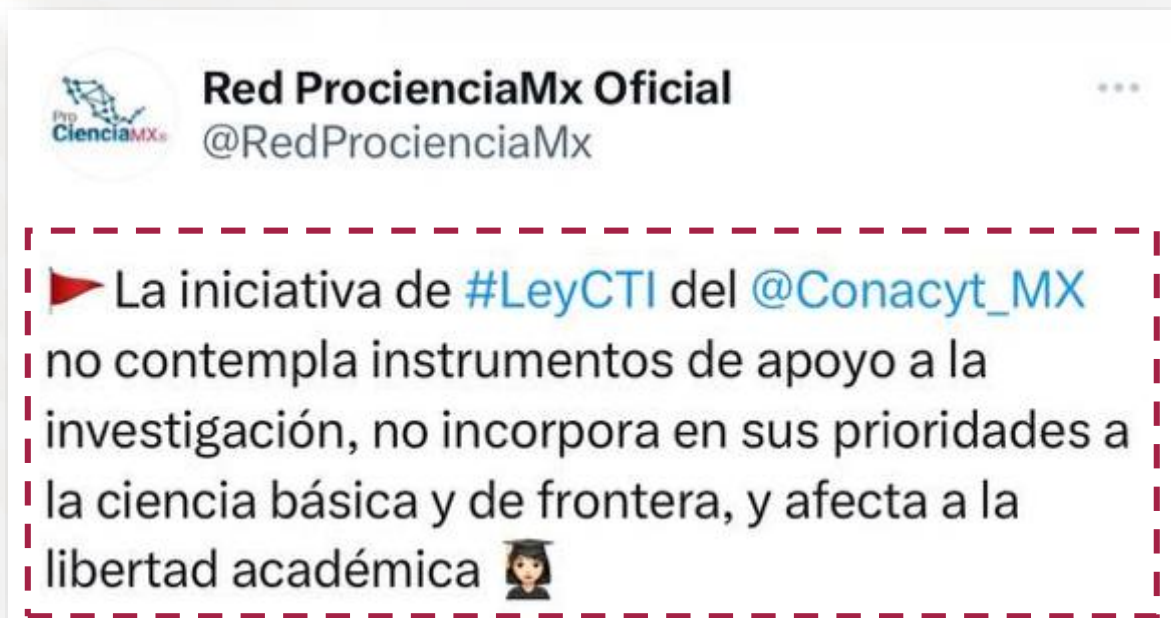 Red ProcienciaMx Oficial
@RedProcienciaMx
Pro
CienciaMX®
🚩La iniciativa de #LeyCTI del @Conacyt_MX
no contempla instrumentos de apoyo a la
investigación, no incorpora en sus prioridades a
la ciencia básica y de frontera, y afecta a la
libertad académica 👩🏻‍🎓